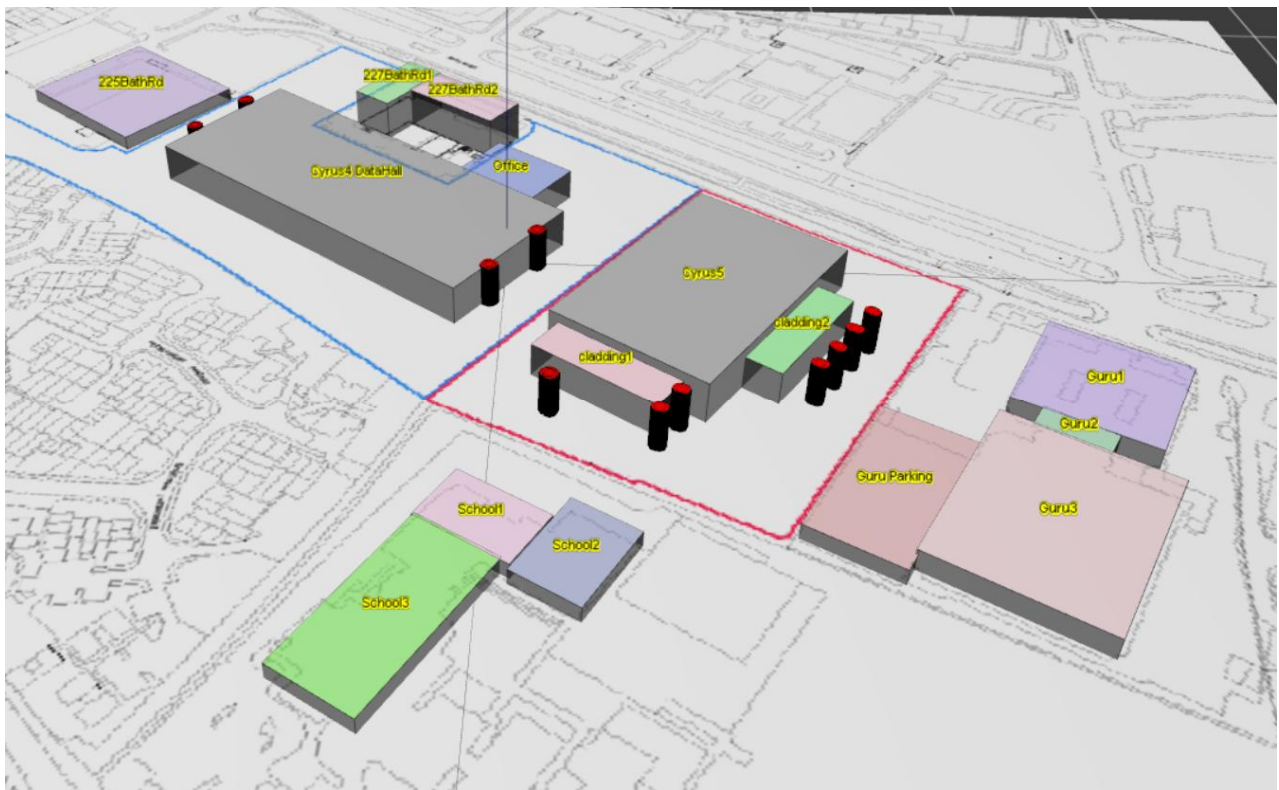 225BathRd
227BathRd1
227BathRd2
Office
Cyrus4 DataHall
Cyrus5
cladding2
cladding1
Guru1
Guru2
Guru Parking
Guru3
School1
School2
School3